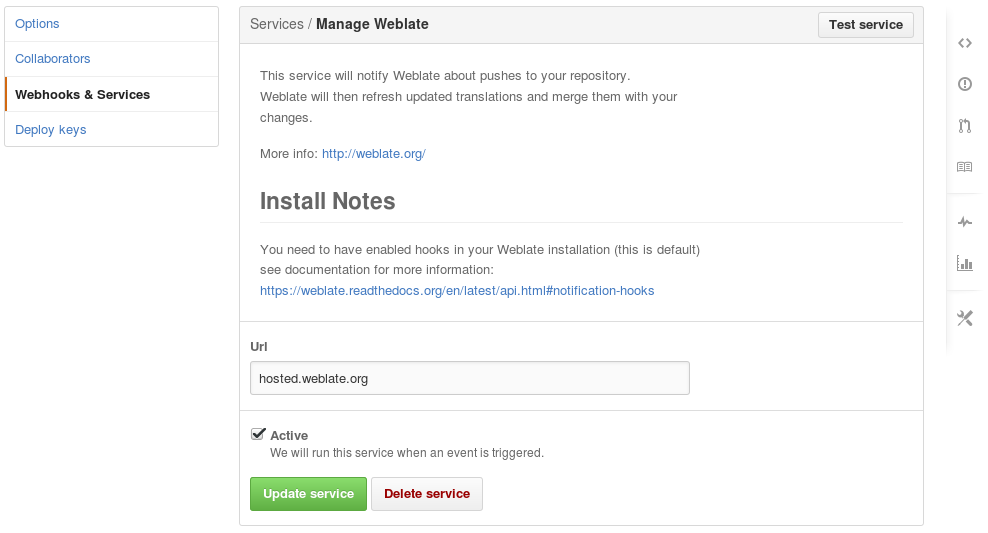 Options
Collaborators
Webhooks & Services
Deploy keys
Services / Manage Weblate
Test service
This service will notify Weblate about pushes to your repository.
Weblate will then refresh updated translations and merge them with your
changes.
More info: http://weblate.org/
Install Notes
You need to have enabled hooks in your Weblate installation (this is default)
see documentation for more information:
https://weblate.readthedocs.org/en/latest/api.html#notification-hooks
Url
hosted.weblate.org
Active
We will run this service when an event is triggered.
Update service
Delete service